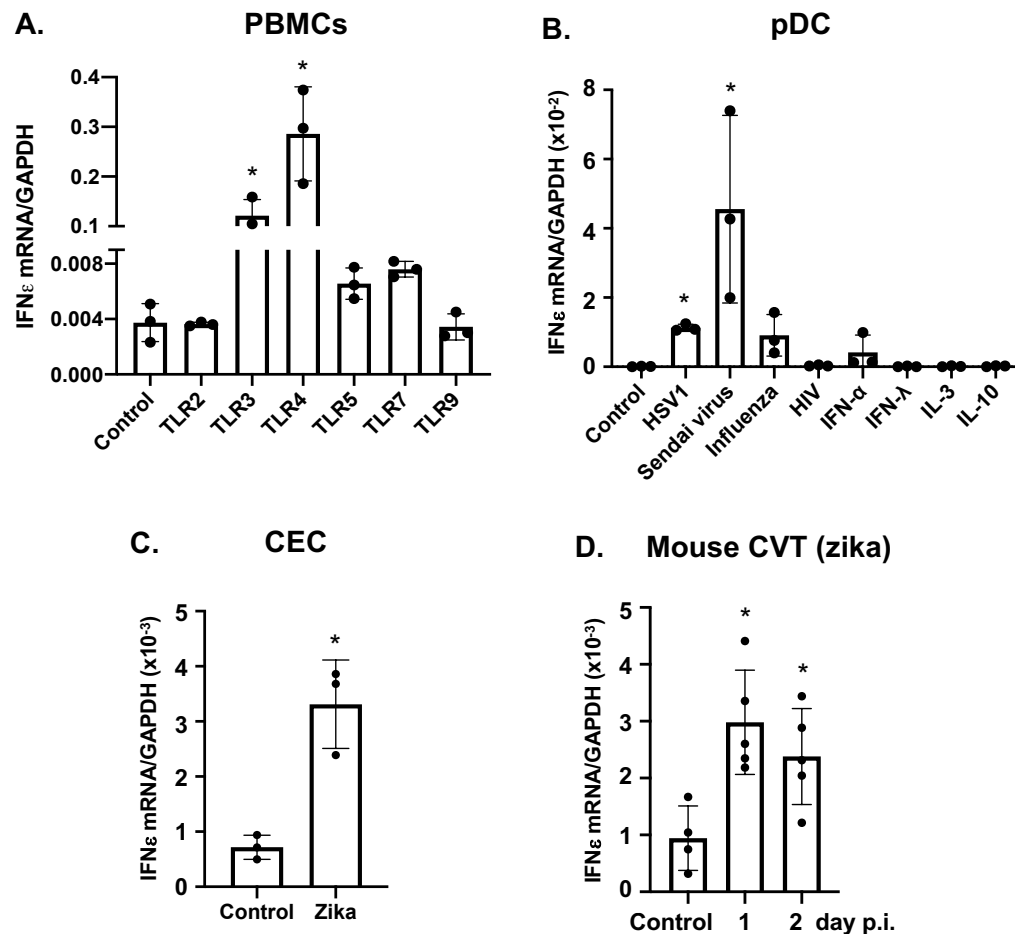 A. PBMCs
IFNε mRNA/GAPDH
0.4
0.3
0.2
0.1
0.008
0.004
0.000
*
*
Control
TLR2
TLR3
TLR4
TLR5
TLR7
TLR9
B. pDC
IFNε mRNA/GAPDH (x10⁻²)
8
6
4
2
0
*
*
Control
HSV1
Sendai virus
Influenza
HIV
IFN-α
IFN-λ
IL-3
IL-10
C. CEC
IFNε mRNA/GAPDH (x10⁻³)
5
4
3
2
1
0
*
Control Zika
D. Mouse CVT (zika)
IFNε mRNA/GAPDH (x10⁻³)
5
4
3
2
1
0
*
*
Control 1 2 day p.i.